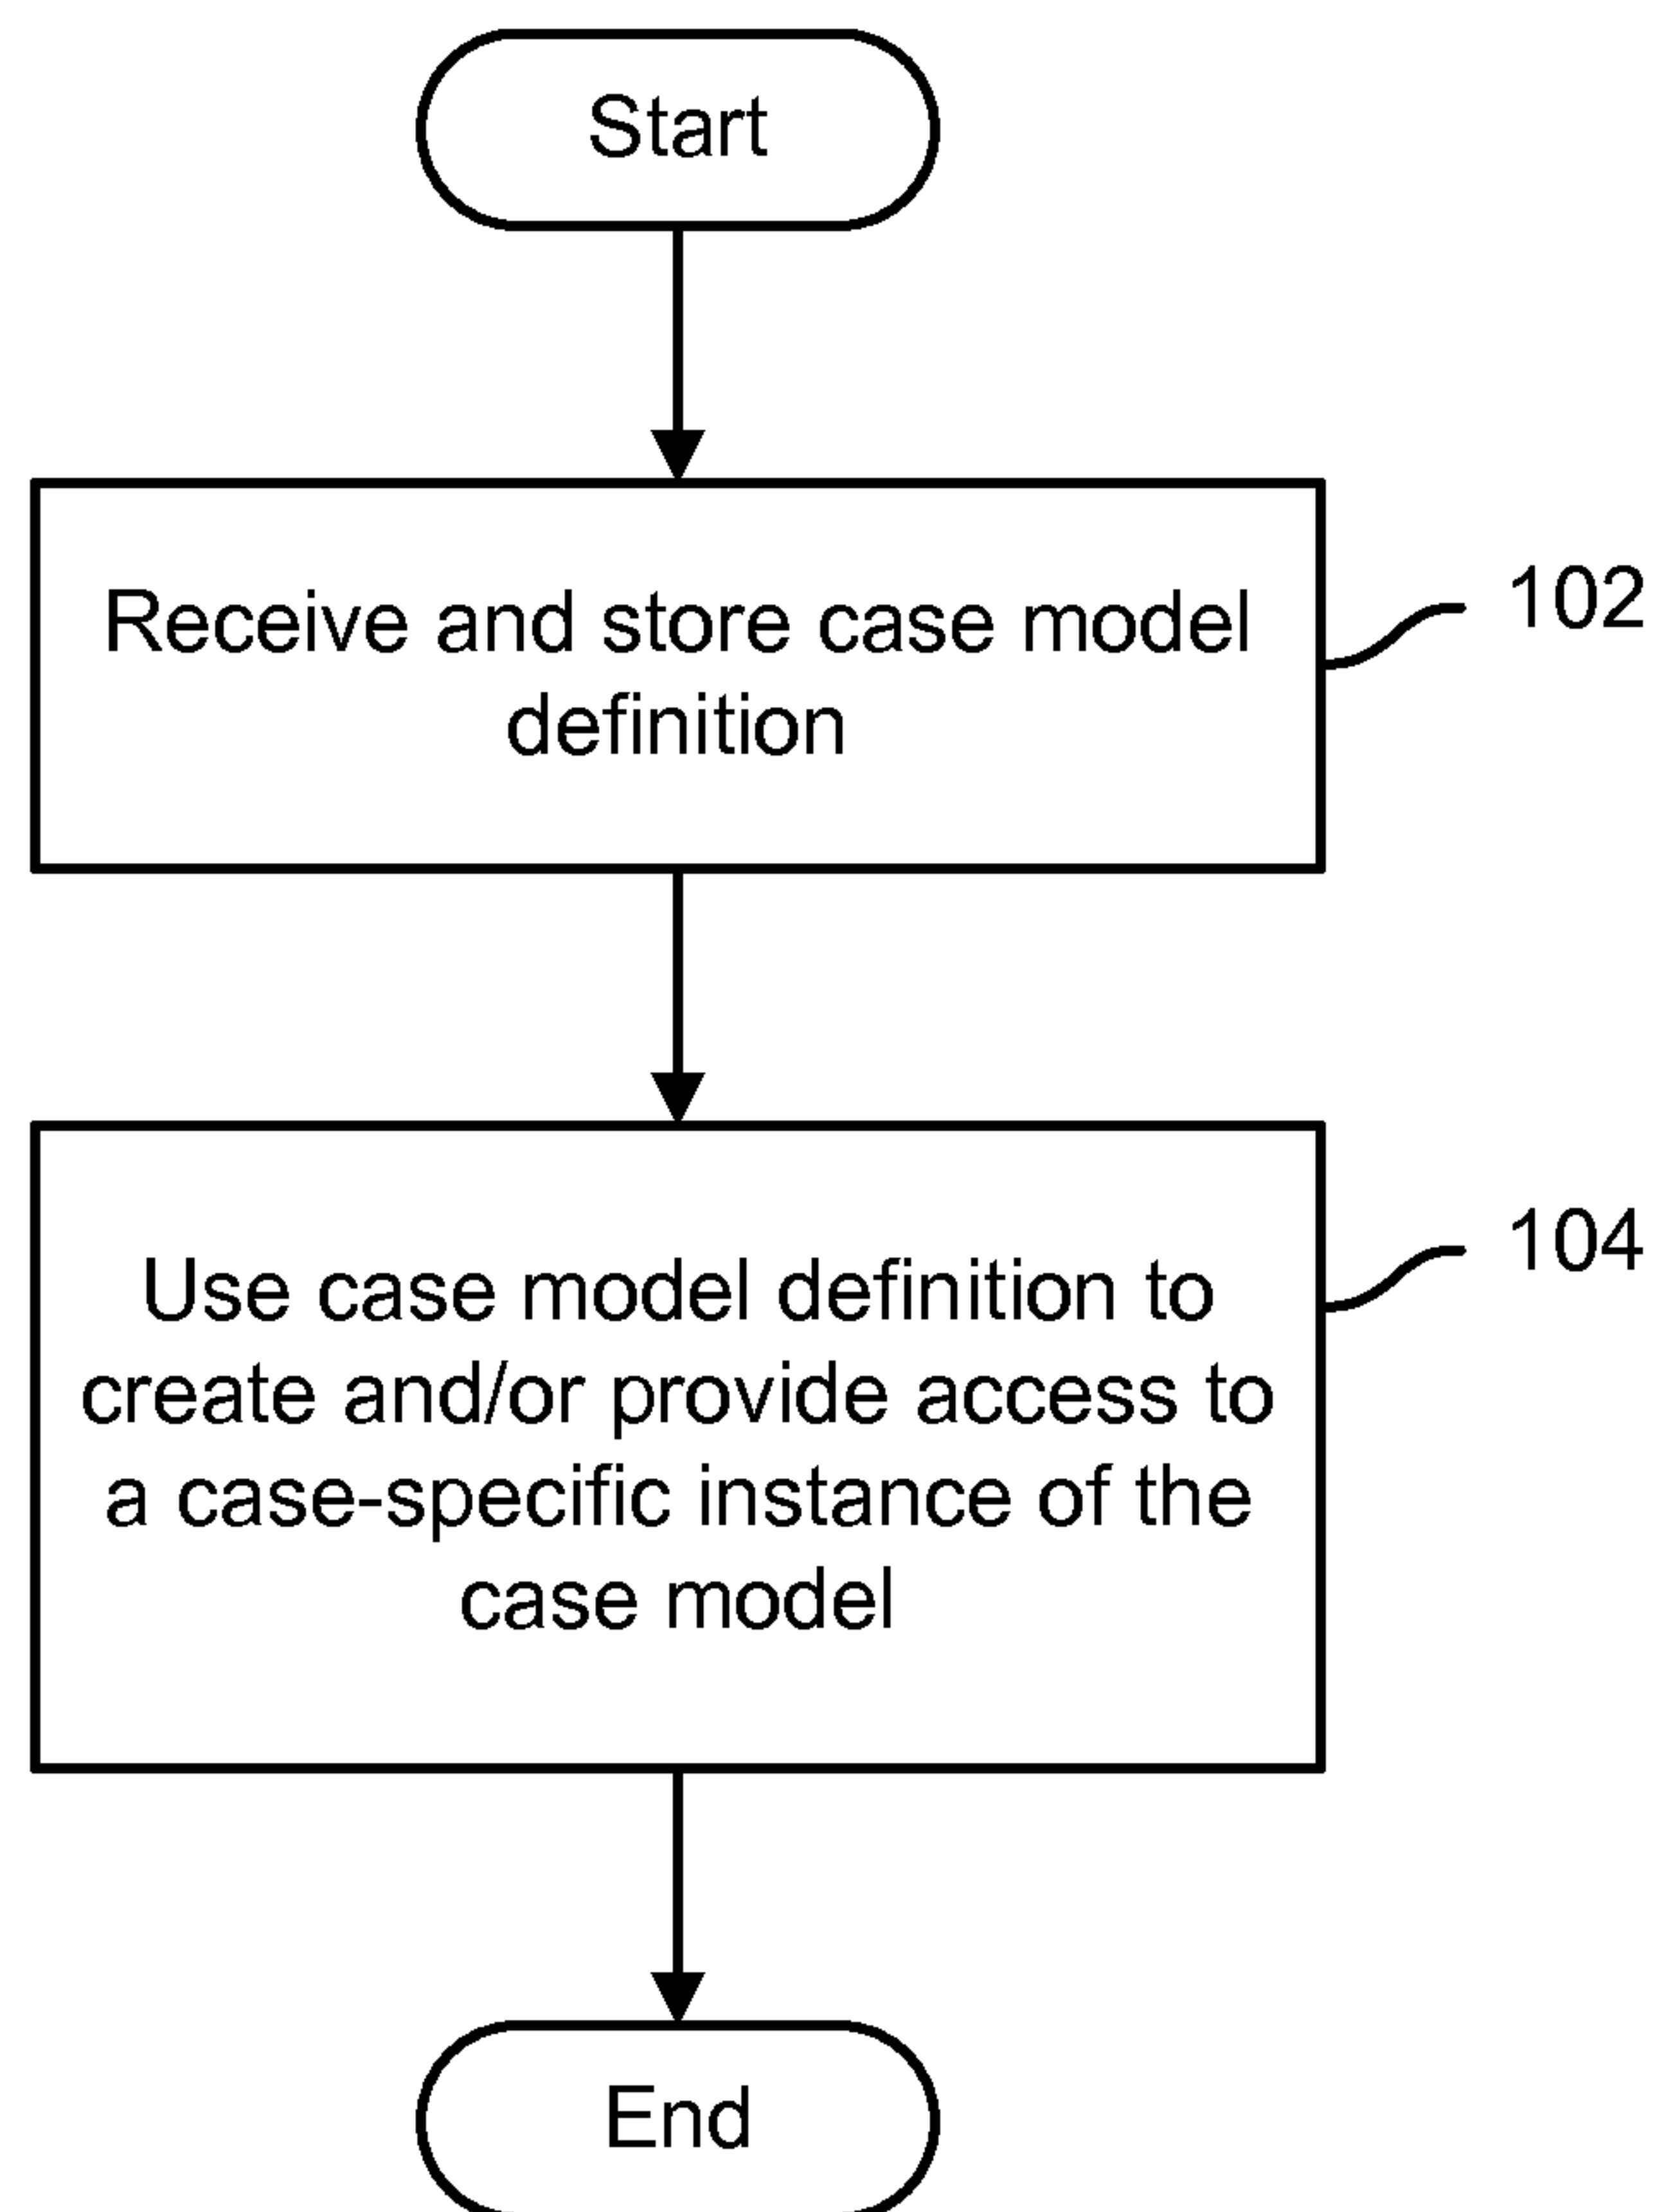 Start
Receive and store case model
definition
102
Use case model definition to
create and/or provide access to
a case-specific instance of the
case model
104
End